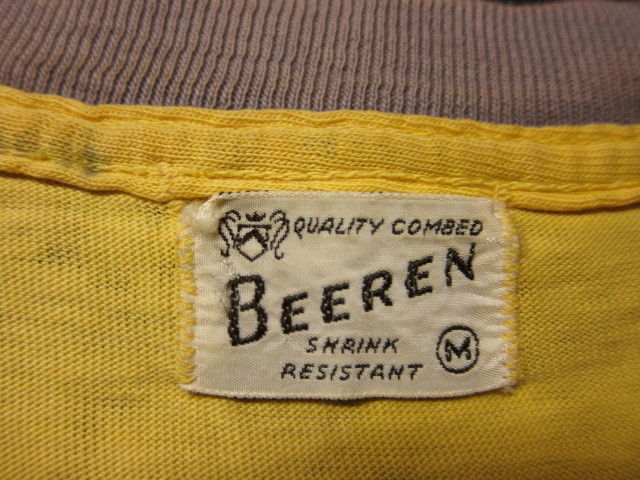 QUALITY COMBED
BEEREN
SHRINK
RESISTANT
M